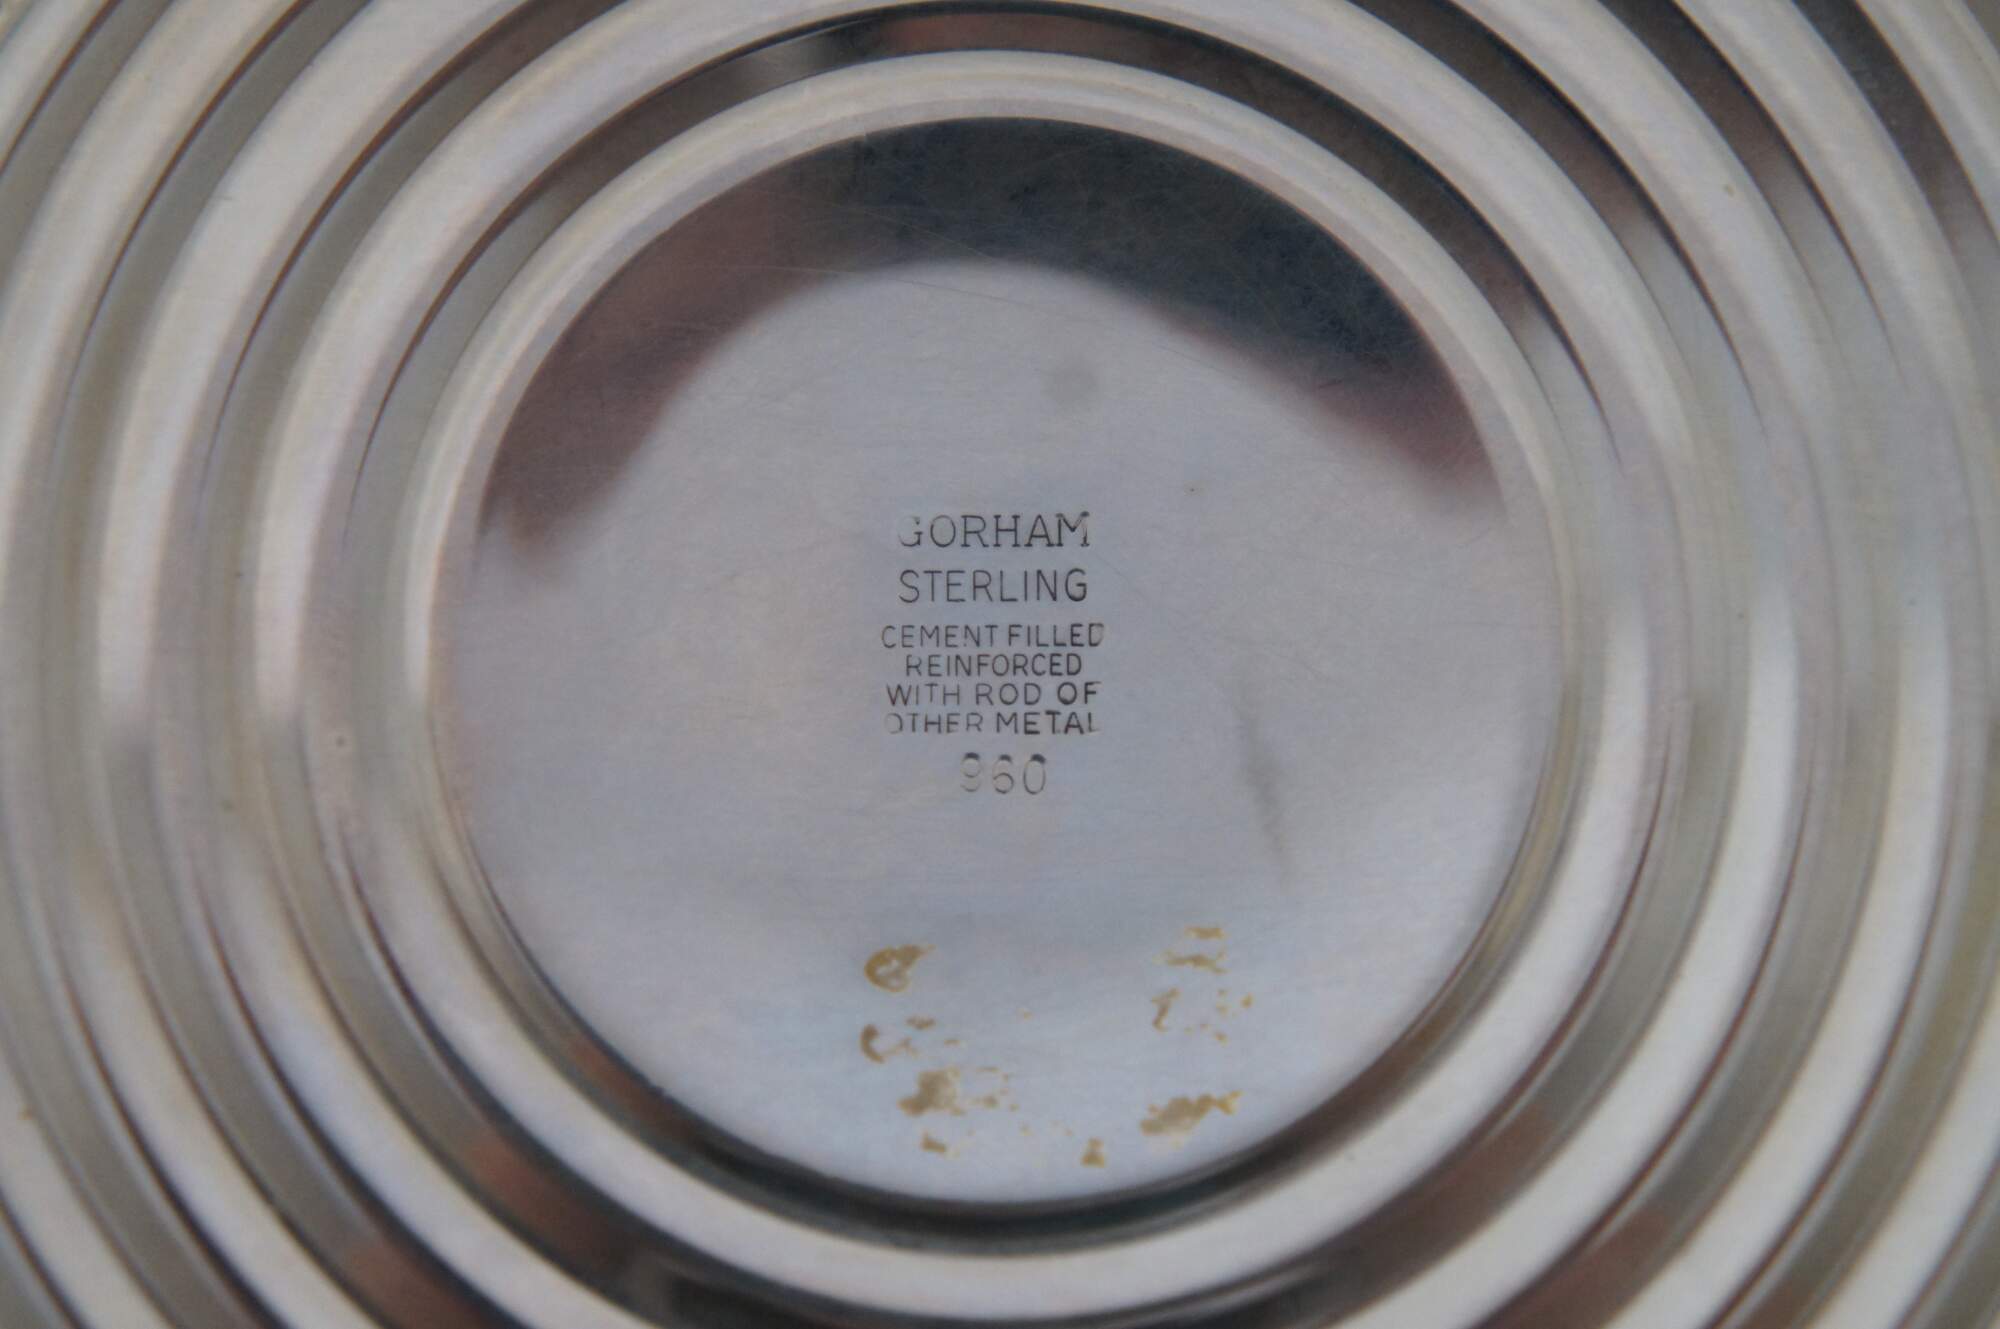 GORHAM
STERLING
CEMENT FILLED
REINFORCED
WITH ROD OF
OTHER METAL
960